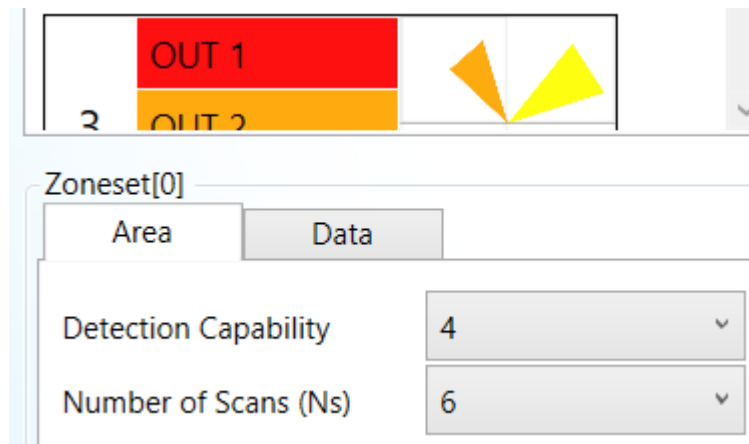 OUT 1
3 OUT 2
Zoneset[0]
Area Data
Detection Capability 4
Number of Scans (Ns) 6